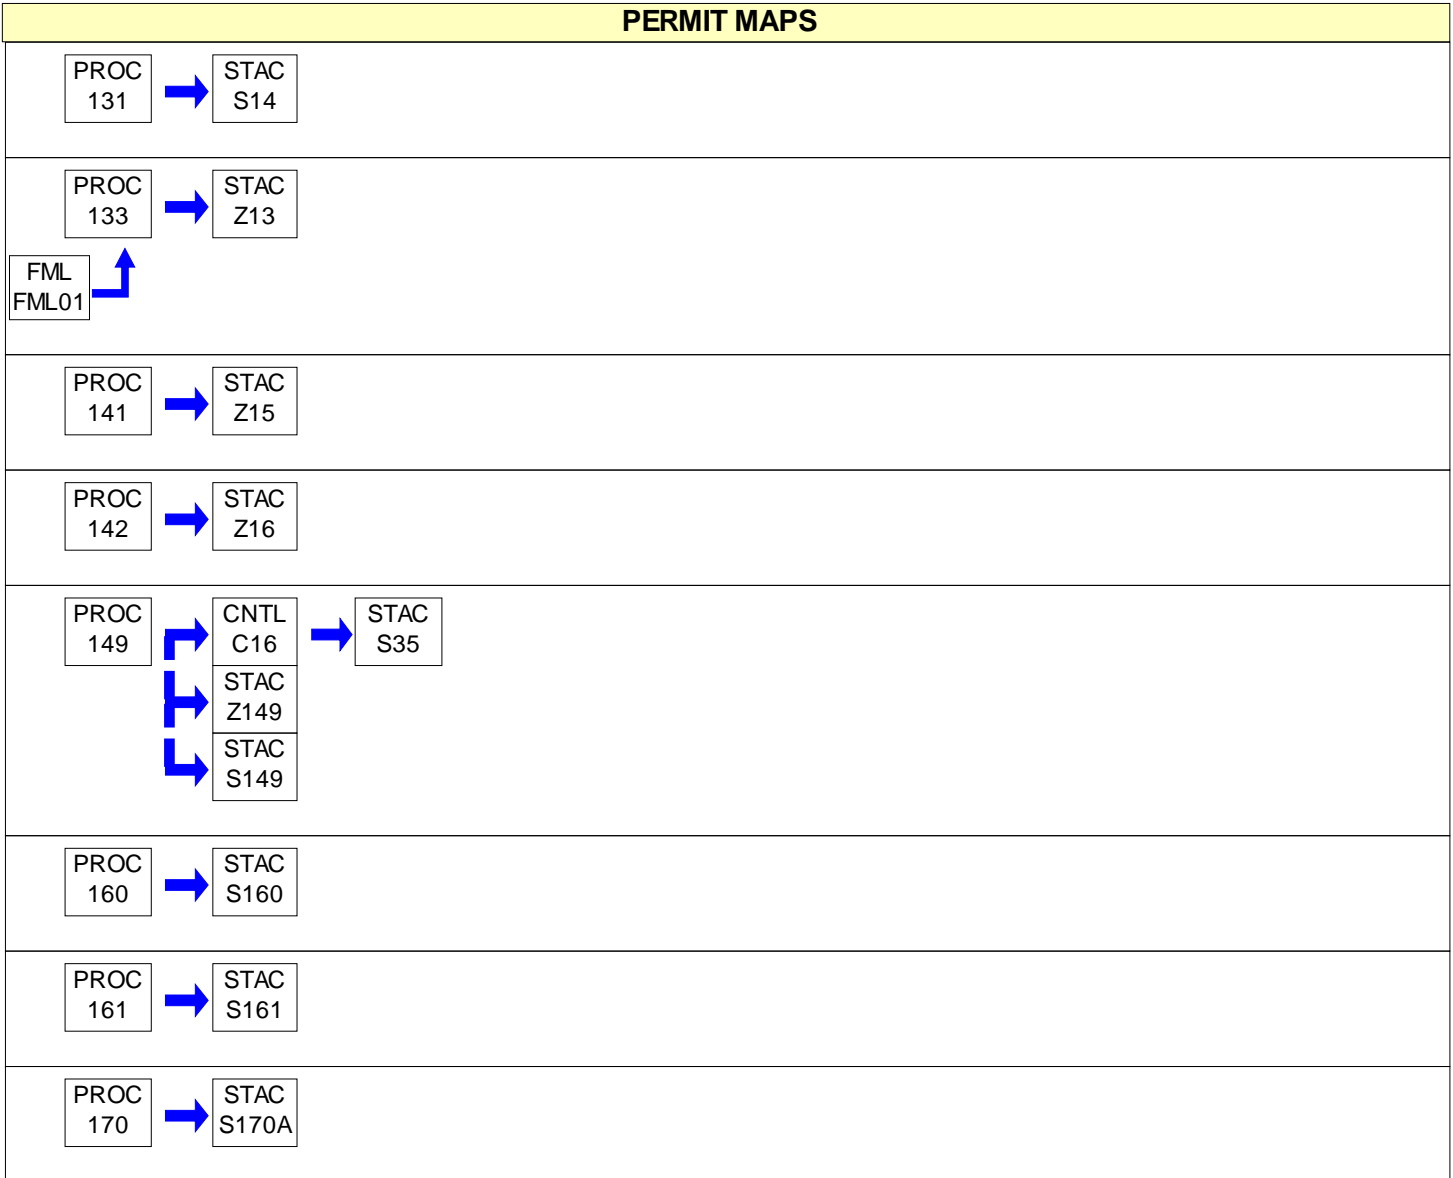 PERMIT MAPS
PROC
131
STAC
S14
PROC
133
STAC
Z13
FML
FML01
PROC
141
STAC
Z15
PROC
142
STAC
Z16
PROC
149
CNTL
C16
STAC
S35
STAC
Z149
STAC
S149
PROC
160
STAC
S160
PROC
161
STAC
S161
PROC
170
STAC
S170A